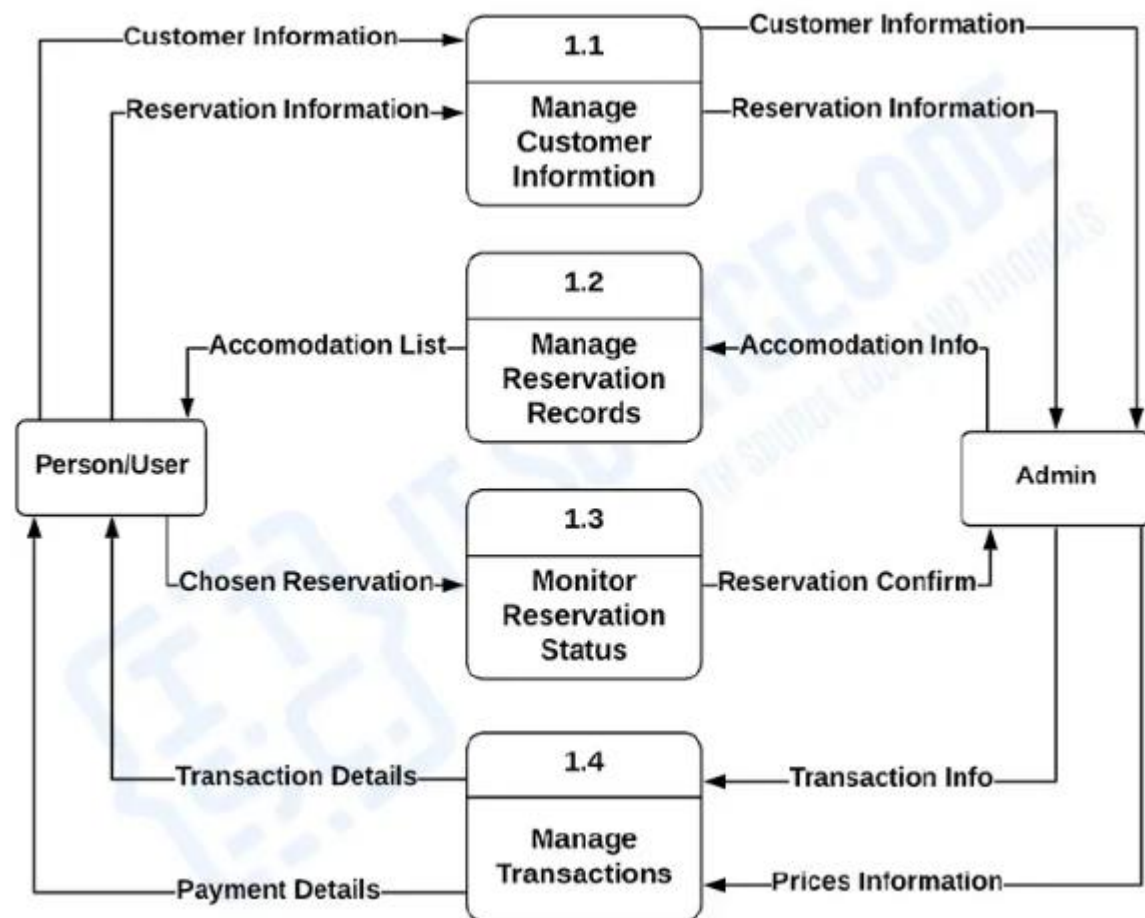 Customer Information
1.1
Customer Information
Reservation Information
Manage
Customer
Informtion
Reservation Information
1.2
Accomodation List
Manage
Reservation
Records
Accomodation Info
Person/User
Admin
1.3
Chosen Reservation
Monitor
Reservation
Status
Reservation Confirm
1.4
Transaction Details
Transaction Info
Manage
Transactions
Payment Details
Prices Information